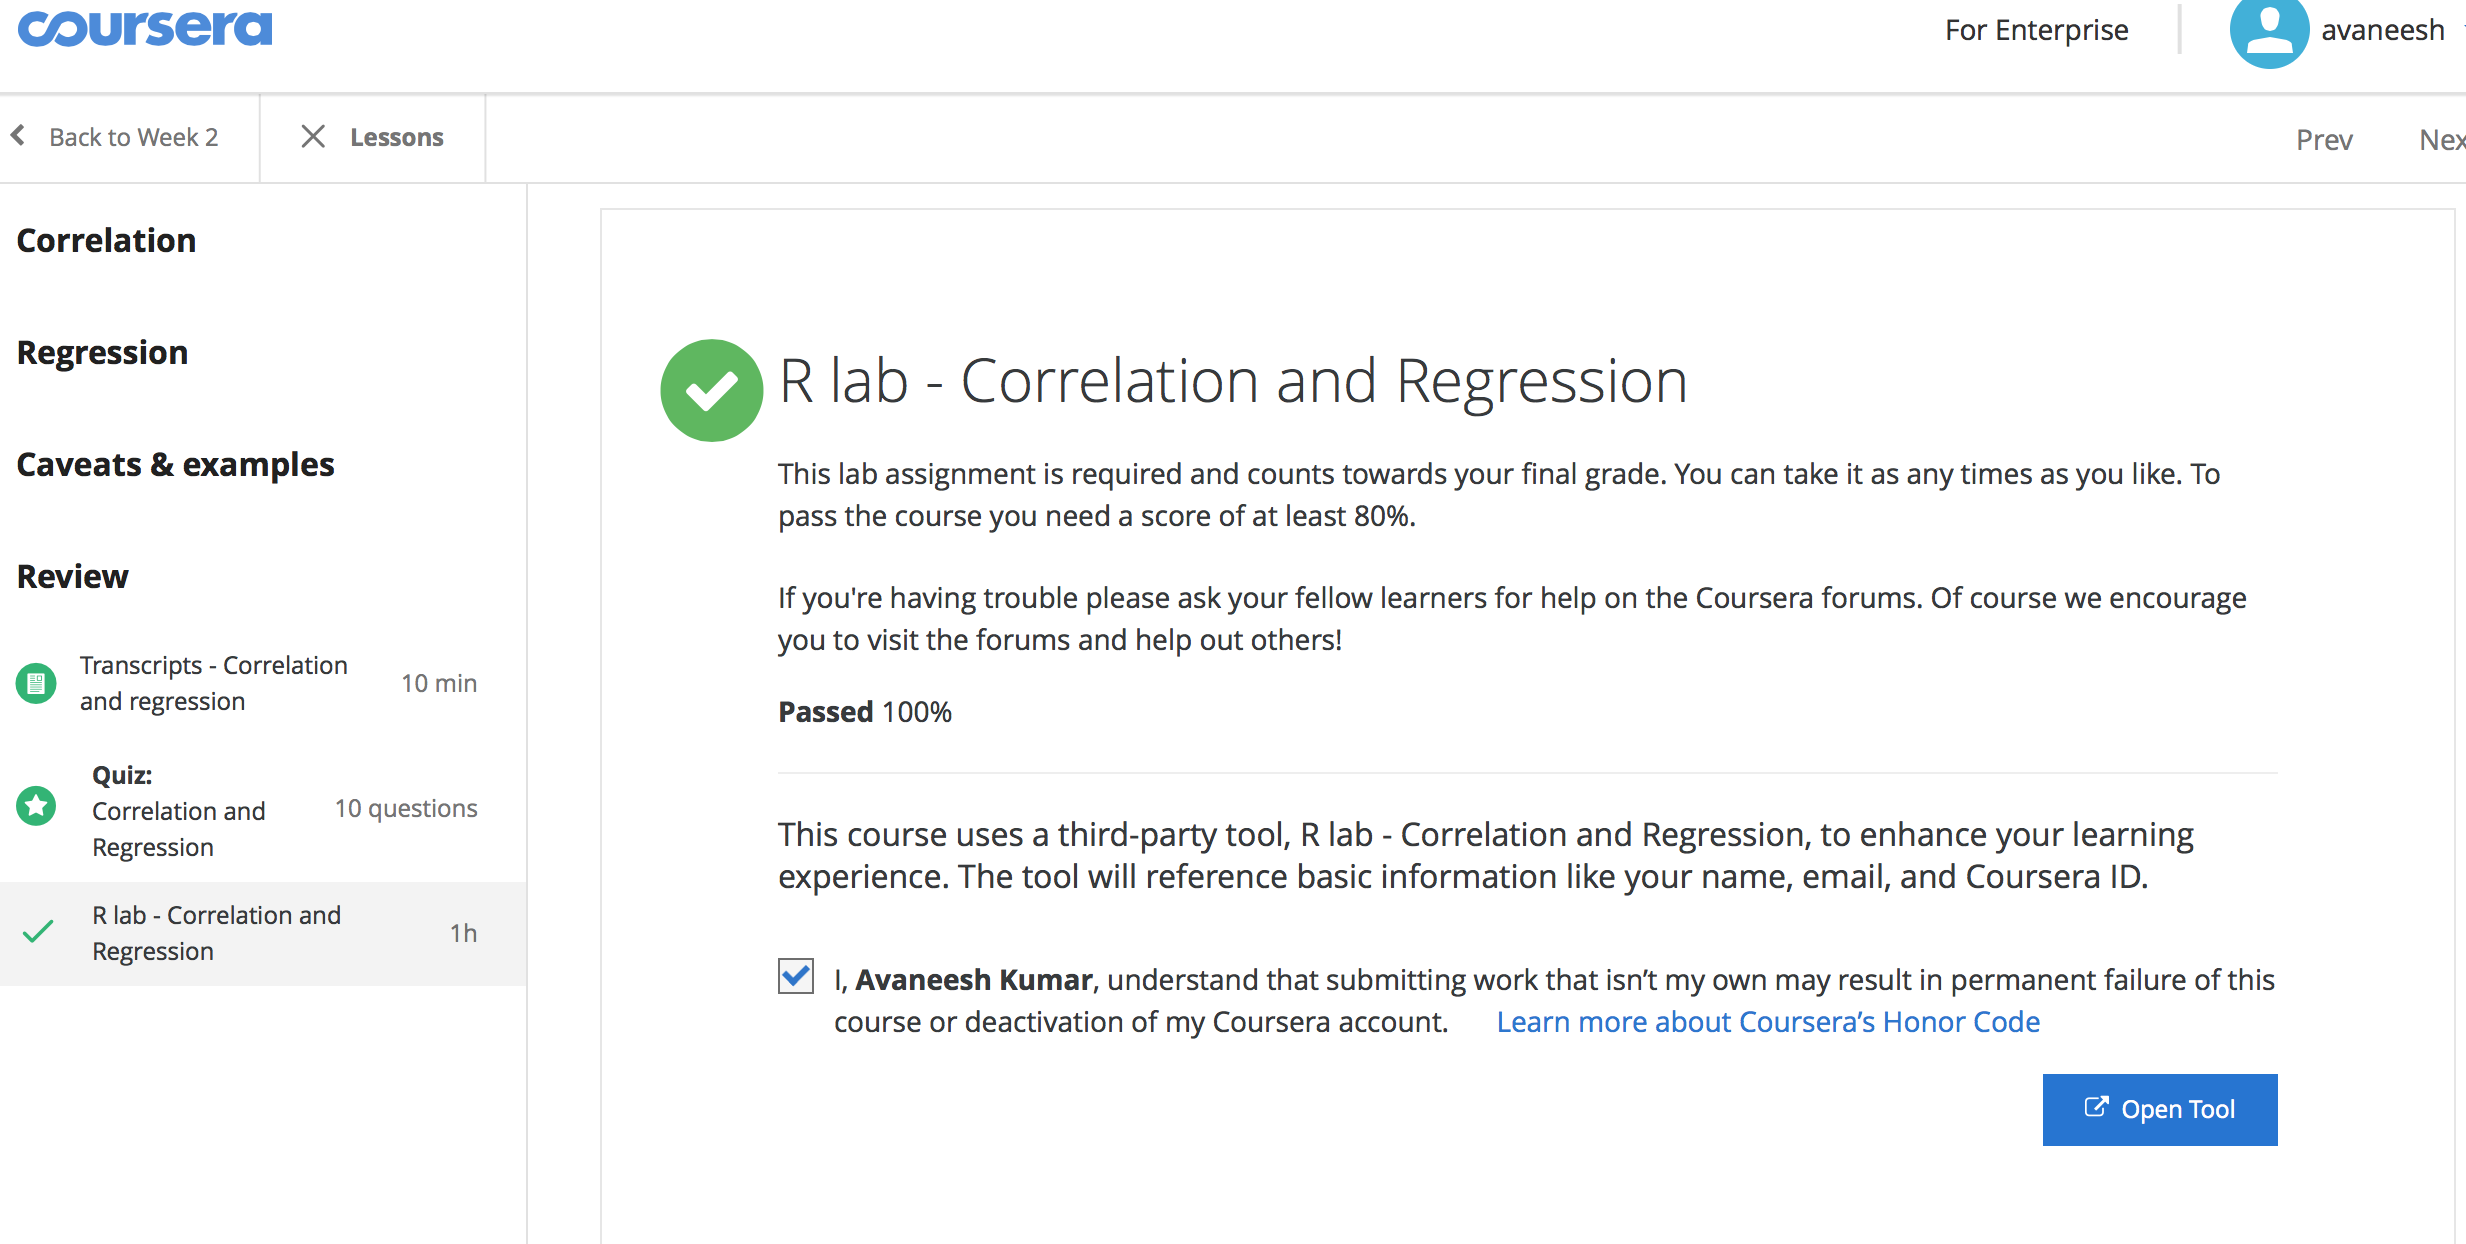 coursera
For Enterprise
avaneesh
Back to Week 2
Lessons
Prev
Correlation
Regression
Caveats & examples
Review
Transcripts - Correlation
and regression
10 min
Quiz:
Correlation and
Regression
10 questions
R lab - Correlation and
Regression
1h
R lab - Correlation and Regression
This lab assignment is required and counts towards your final grade. You can take it as any times as you like. To
pass the course you need a score of at least 80%.
If you're having trouble please ask your fellow learners for help on the Coursera forums. Of course we encourage
you to visit the forums and help out others!
Passed 100%
This course uses a third-party tool, R lab - Correlation and Regression, to enhance your learning
experience. The tool will reference basic information like your name, email, and Coursera ID.
I, Avaneesh Kumar, understand that submitting work that isn’t my own may result in permanent failure of this
course or deactivation of my Coursera account. Learn more about Coursera’s Honor Code
Open Tool